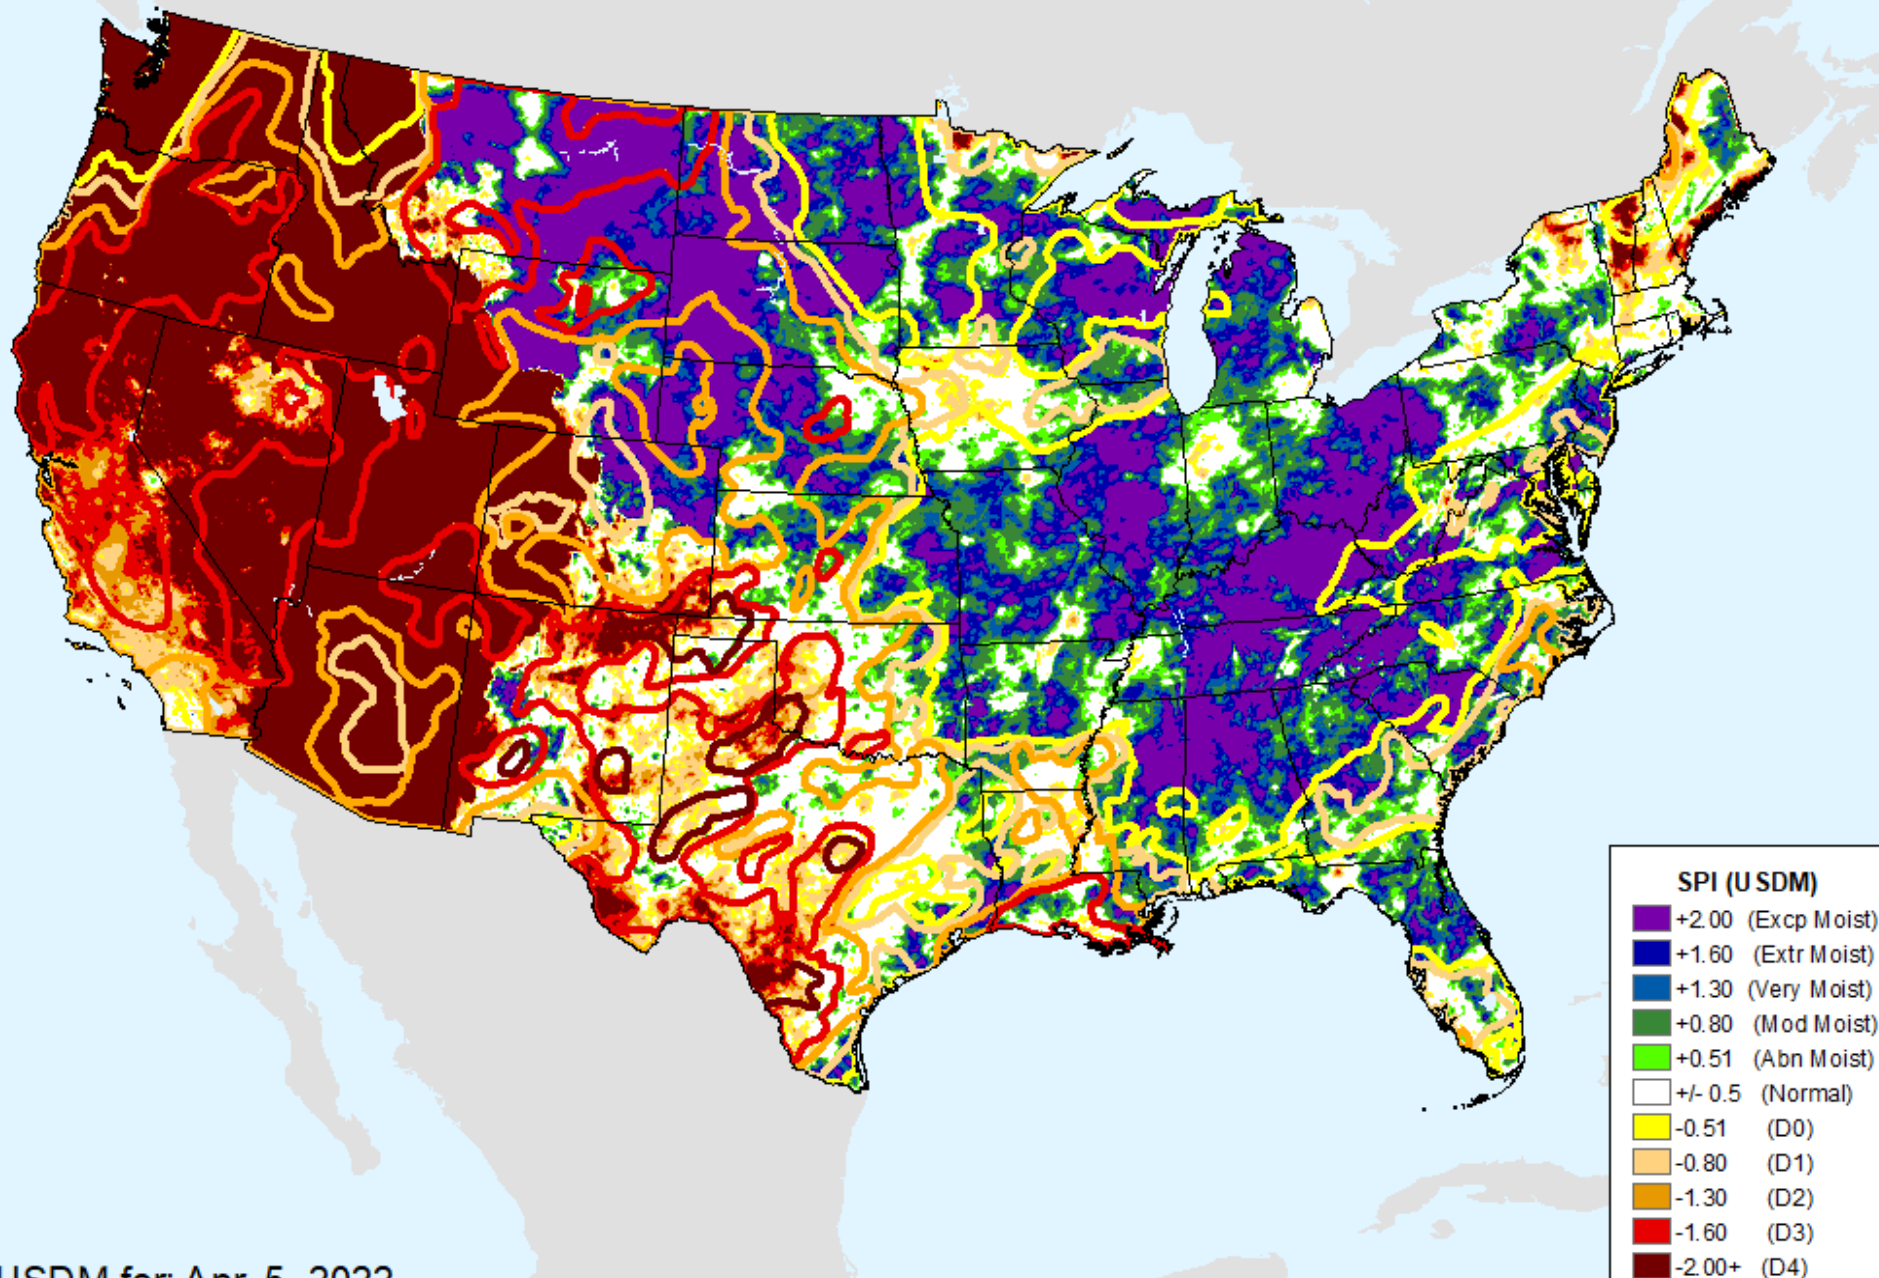 SPI (USDM)
+2.00 (Excp Moist)
+1.60 (Extr Moist)
+1.30 (Very Moist)
+0.80 (Mod Moist)
+0.51 (Abn Moist)
+/- 0.5 (Normal)
-0.51 (D0)
-0.80 (D1)
-1.30 (D2)
-1.60 (D3)
-2.00+ (D4)
USDM for: Apr. 5, 2022